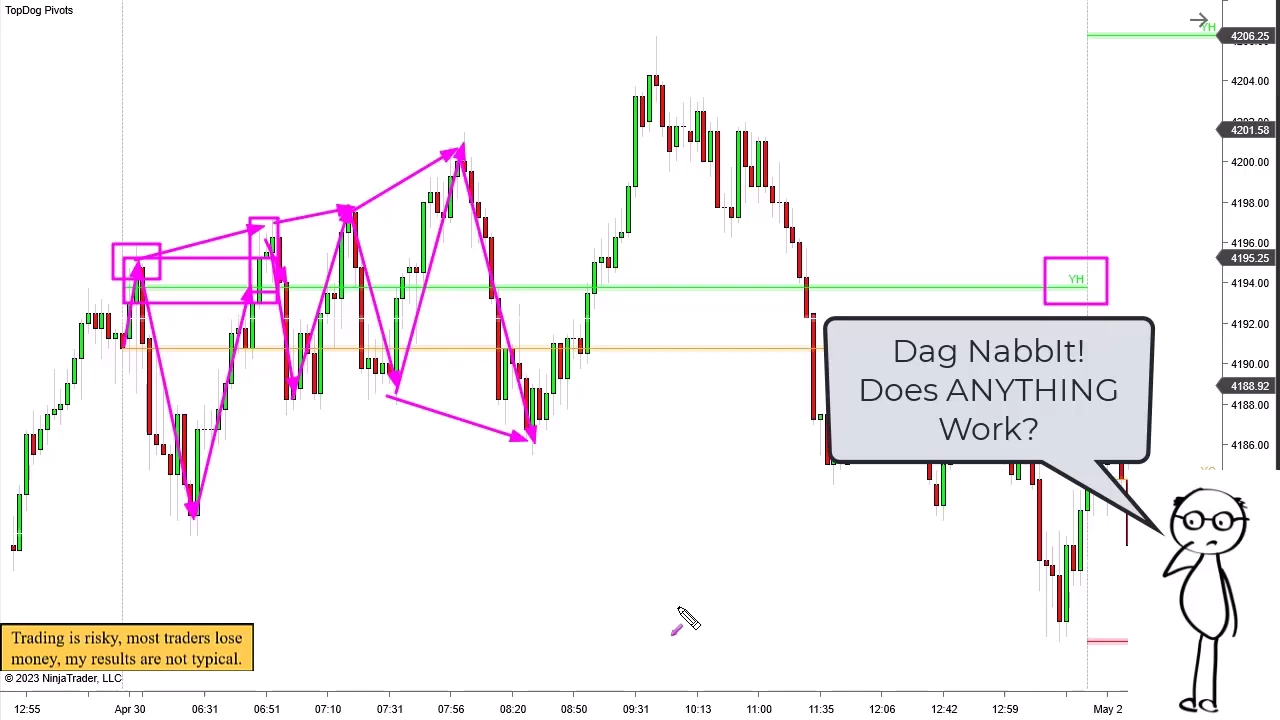 TopDog Pivots
YH
4206.25
4204.00
4201.58
4200.00
4198.00
4196.00
4195.25
YH
4194.00
4192.00
Dag NabbIt!
Does ANYTHING
Work?
4190.00
4188.92
4188.00
4186.00
Trading is risky, most traders lose
money, my results are not typical.
© 2023 NinjaTrader, LLC
12:55 Apr 30 06:31 06:51 07:10 07:31 07:56 08:20 08:50 09:31 10:13 11:00 11:35 12:06 12:42 12:59 May 2